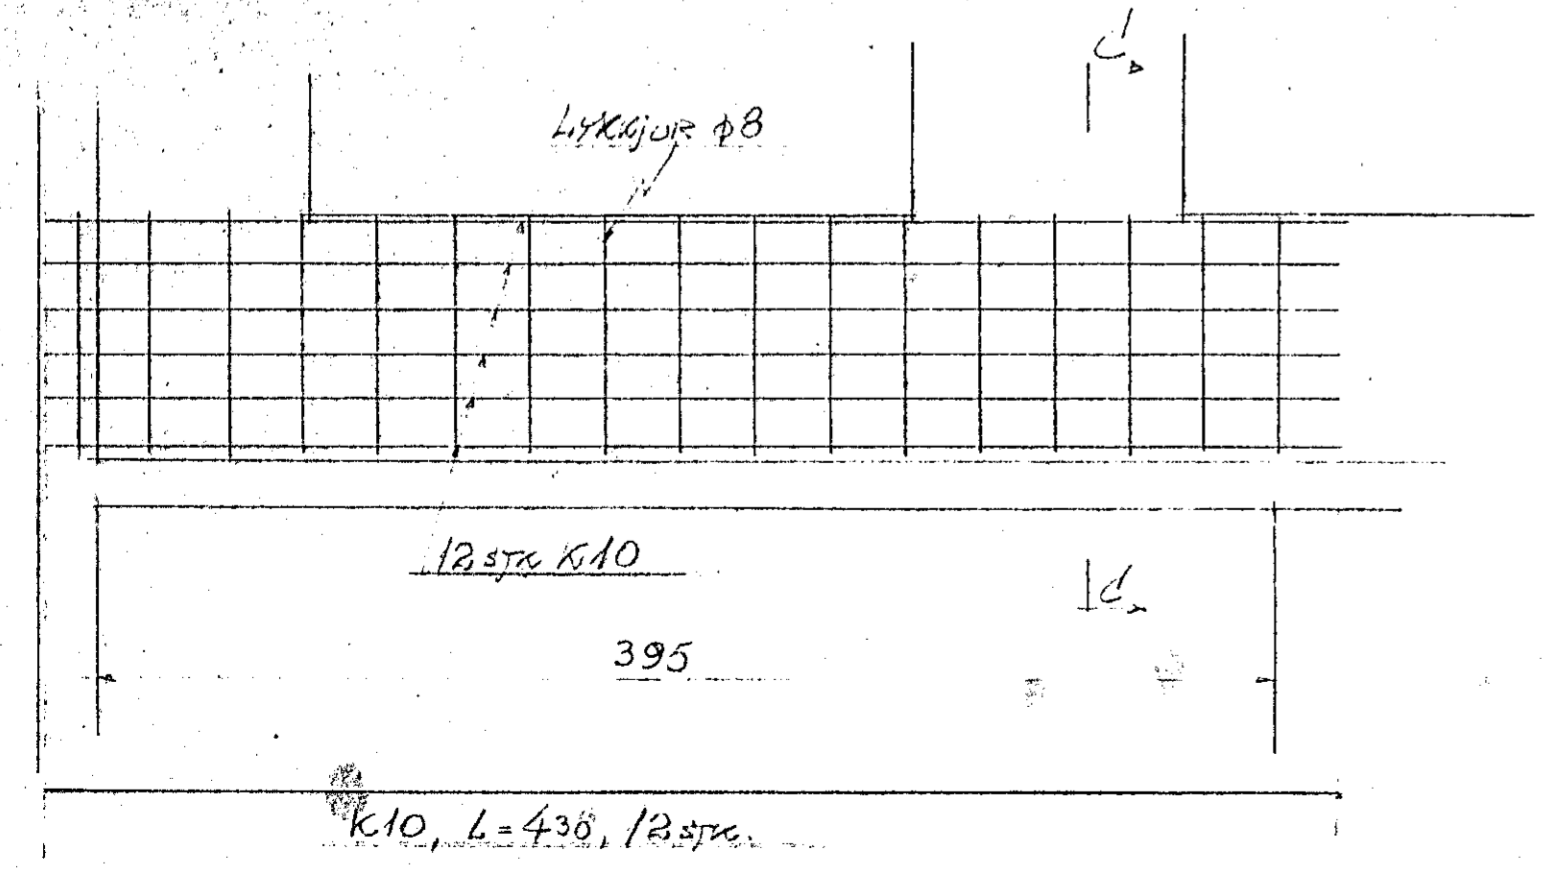 C
LYKKJUR φ8
12 STK K10
C
395
K10, L=430, 12 STK.